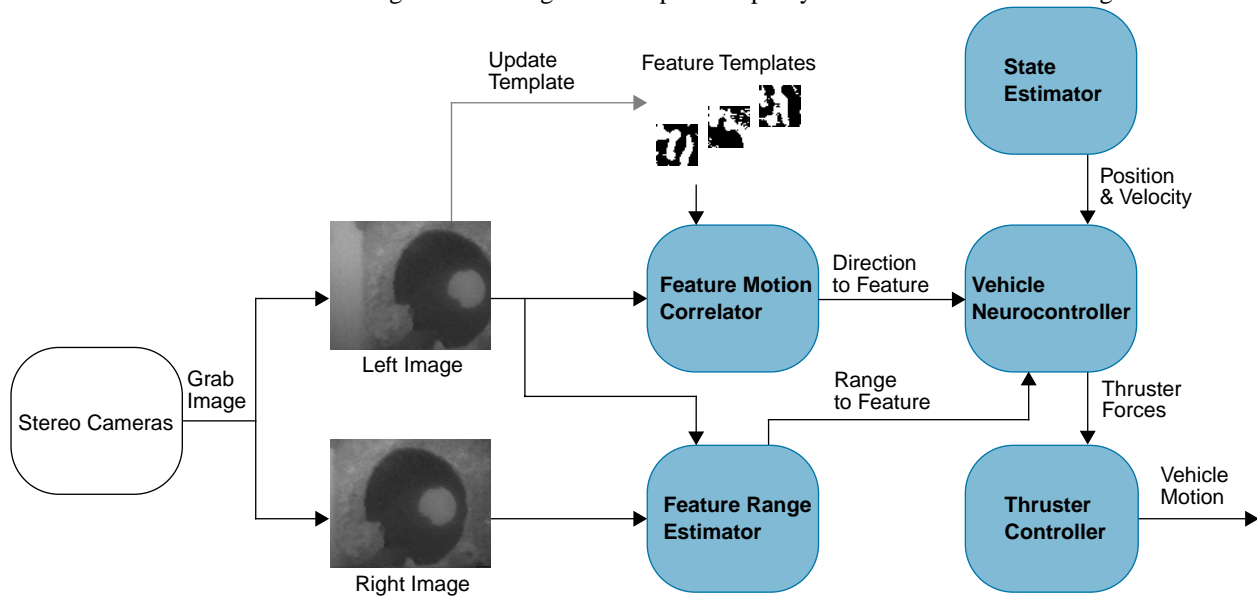 Update
Template
Feature Templates
State
Estimator
Position
& Velocity
Feature Motion
Correlator
Direction
to Feature
Vehicle
Neurocontroller
Left Image
Grab
Image
Stereo Cameras
Range
to Feature
Thruster
Forces
Feature Range
Estimator
Thruster
Controller
Vehicle
Motion
Right Image